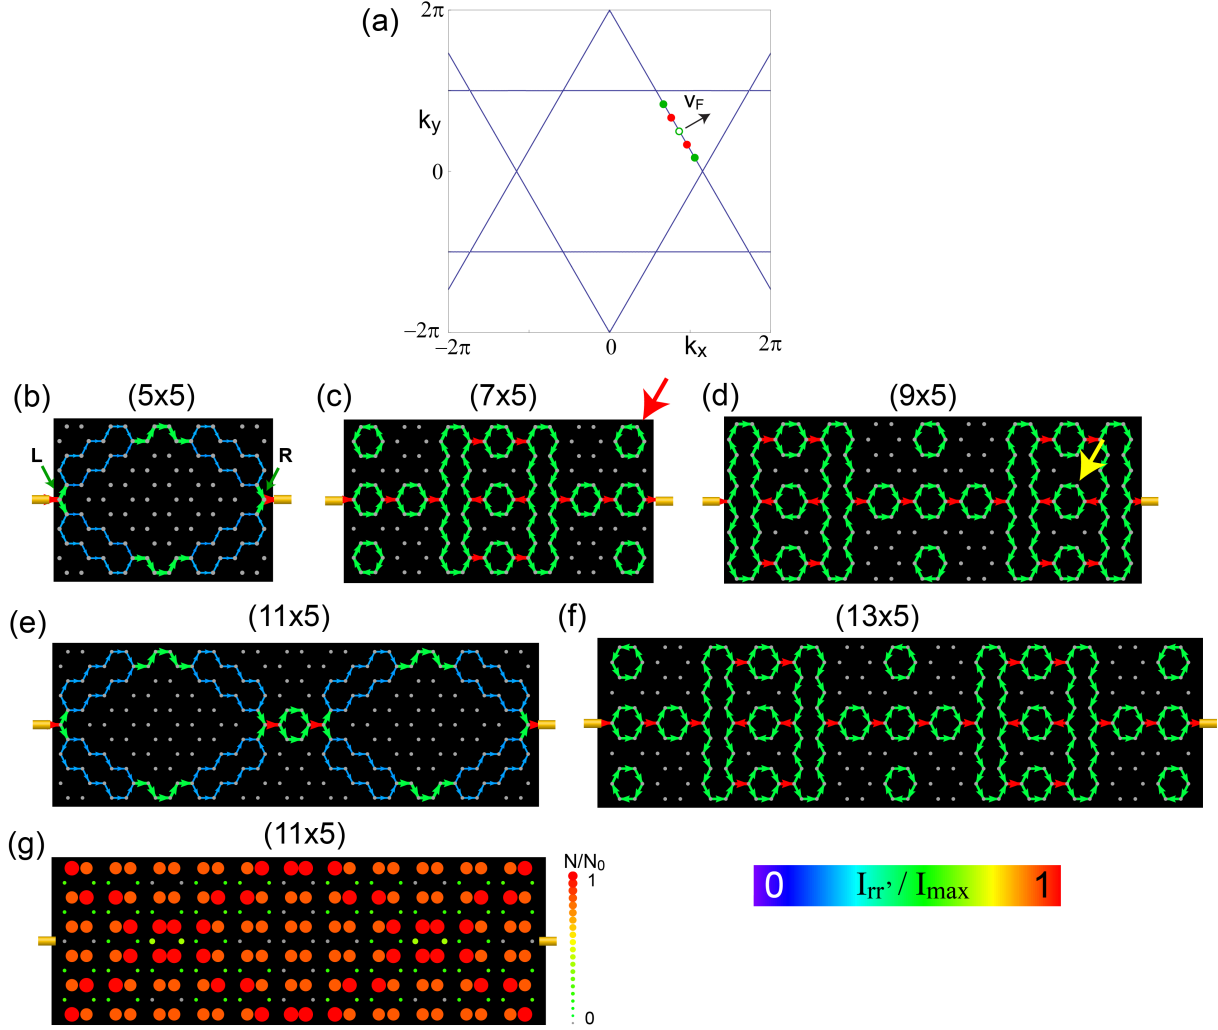 (a)
2π
k_y
v_F
0
−2π
−2π
0
k_x
2π
(b)
(5x5)
L
R
(c)
(7x5)
(d)
(9x5)
(e)
(11x5)
(f)
(13x5)
(g)
(11x5)
N/N₀
1
0
0
I_rr’ / I_max
1